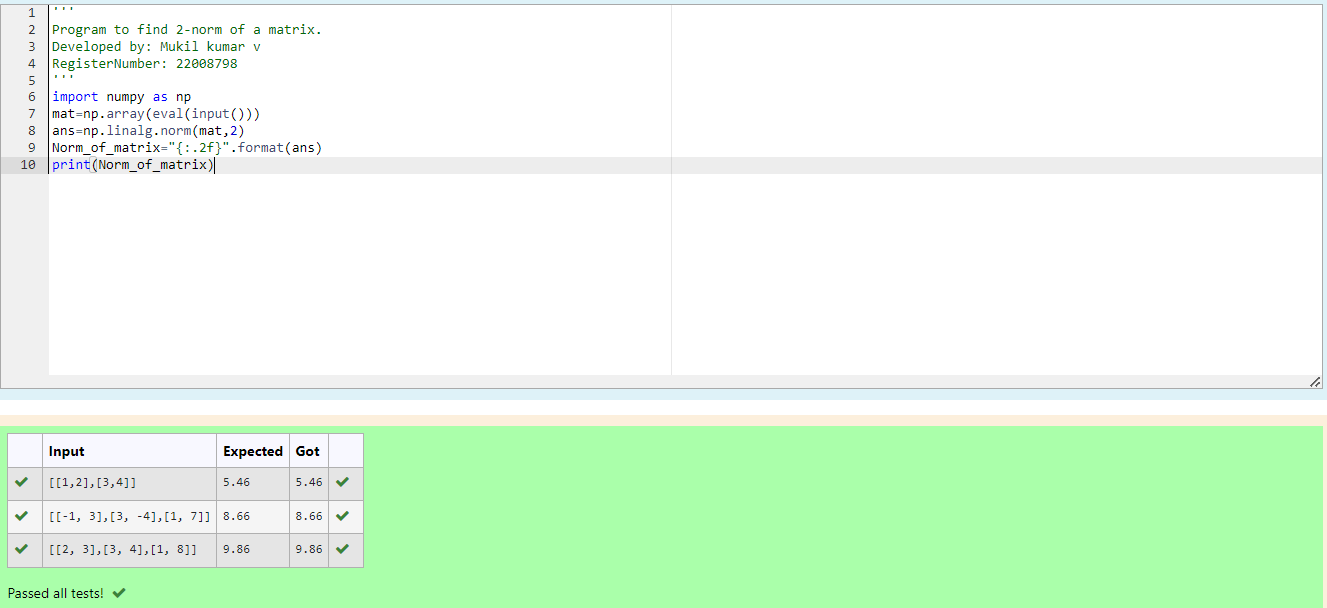 1 '''
2 Program to find 2-norm of a matrix.
3 Developed by: Mukil kumar v
4 RegisterNumber: 22008798
5 '''
6 import numpy as np
7 mat=np.array(eval(input()))
8 ans=np.linalg.norm(mat,2)
9 Norm_of_matrix="{:.2f}".format(ans)
10 print(Norm_of_matrix)
Input Expected Got
[[1,2],[3,4]] 5.46 5.46
[[-1, 3],[3, -4],[1, 7]] 8.66 8.66
[[2, 3],[3, 4],[1, 8]] 9.86 9.86
Passed all tests!